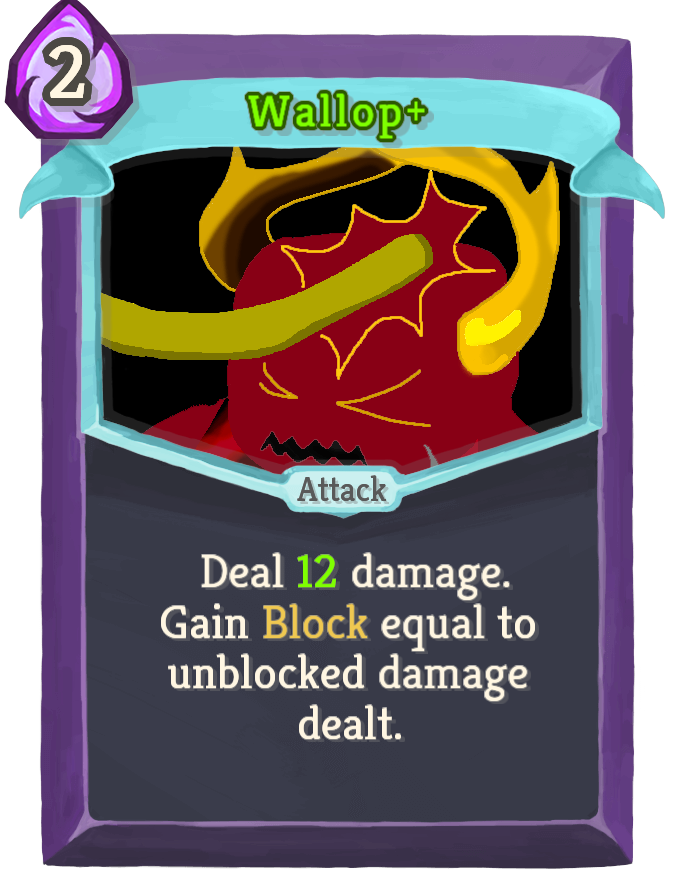 2
Wallop+
Attack
Deal 12 damage.
Gain Block equal to
unblocked damage
dealt.